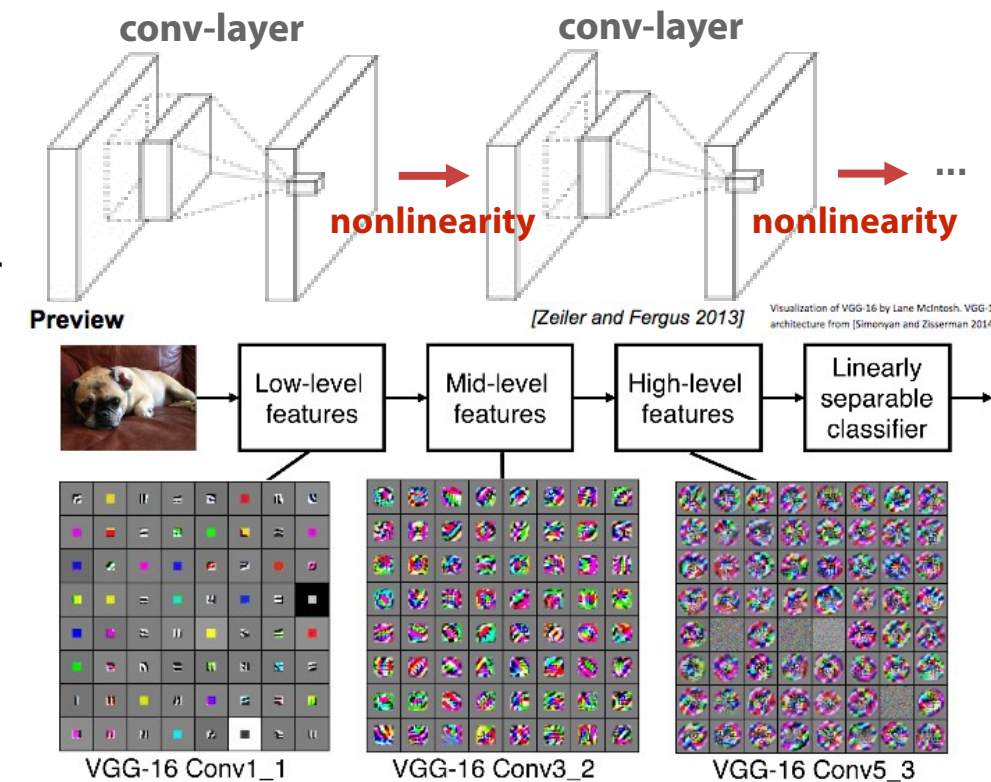 conv-layer
conv-layer
nonlinearity
nonlinearity
...
Preview
[Zeiler and Fergus 2013]
Visualization of VGG-16 by Lane McIntosh. VGG-1
architecture from [Simonyan and Zisserman 2014
Low-level
features
Mid-level
features
High-level
features
Linearly
separable
classifier
VGG-16 Conv1_1
VGG-16 Conv3_2
VGG-16 Conv5_3